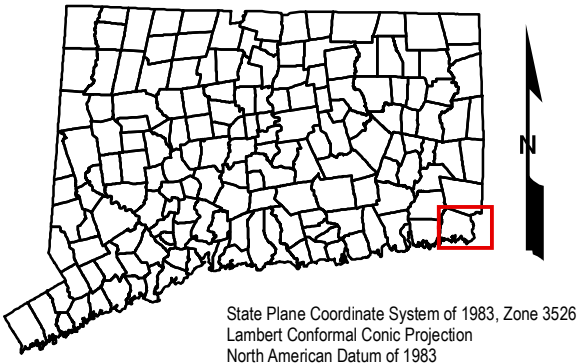 N
State Plane Coordinate System of 1983, Zone 3526
Lambert Conformal Conic Projection
North American Datum of 1983